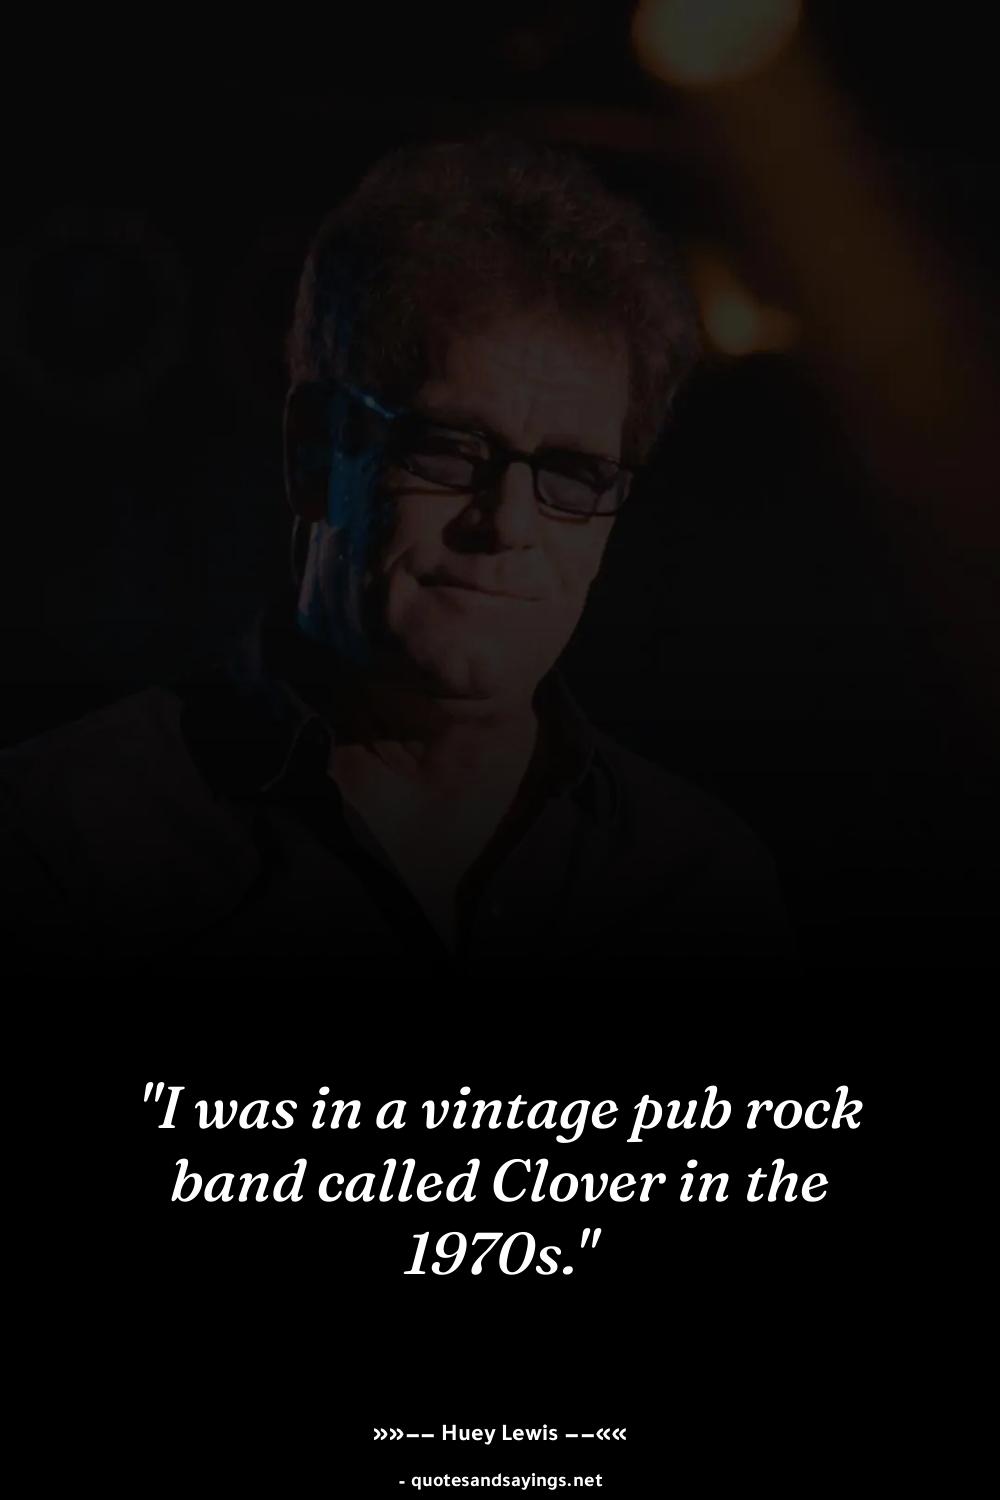 "I was in a vintage pub rock
band called Clover in the
1970s."
»»–– Huey Lewis ––««
- quotesandsayings.net